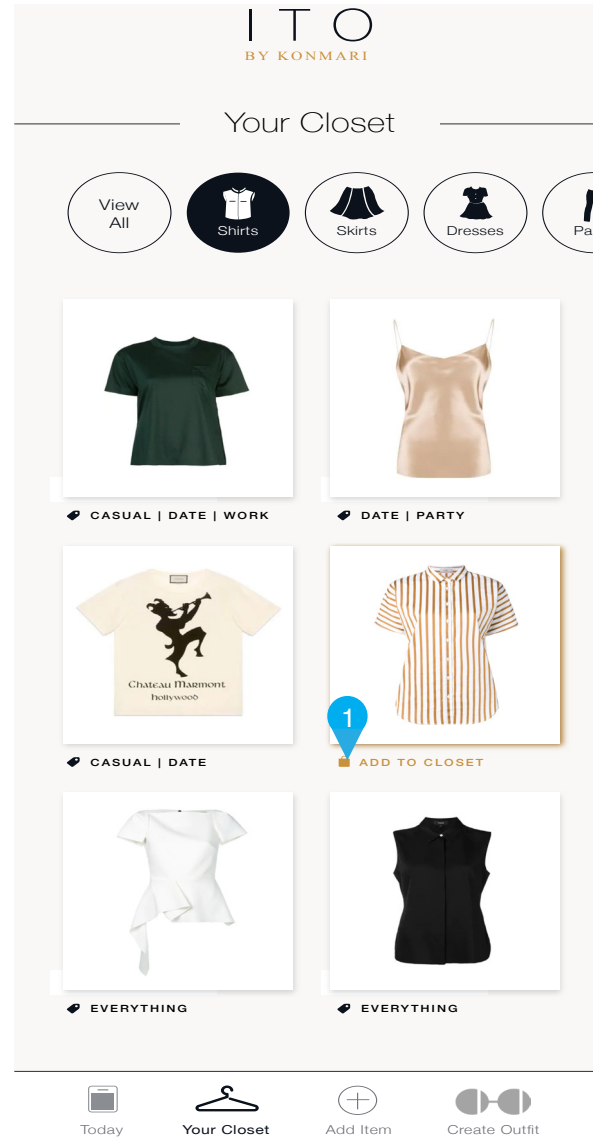 ITO
BY KONMARI
Your Closet
View
All
Shirts
Skirts
Dresses
Pa
CASUAL | DATE | WORK
DATE | PARTY
Chateau Marmont
hollywood
1
CASUAL | DATE
ADD TO CLOSET
EVERYTHING
EVERYTHING
Today
Your Closet
Add Item
Create Outfit